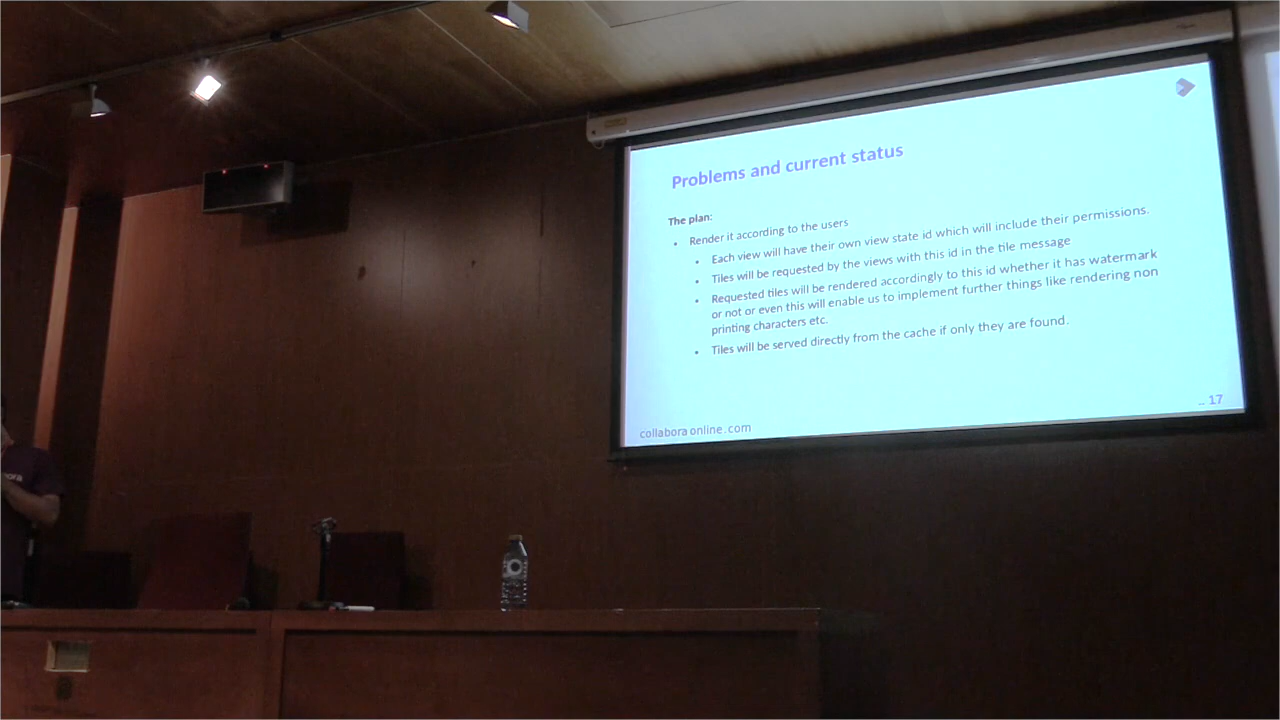 Problems and current status
The plan:
• Render it according to the users
• Each view will have their own view state id which will include their permissions.
• Tiles will be requested by the views with this id in the tile message
• Requested tiles will be rendered accordingly to this id whether it has watermark
or not or even this will enable us to implement further things like rendering non
printing characters etc.
• Tiles will be served directly from the cache if only they are found.
17
collaboraonline.com